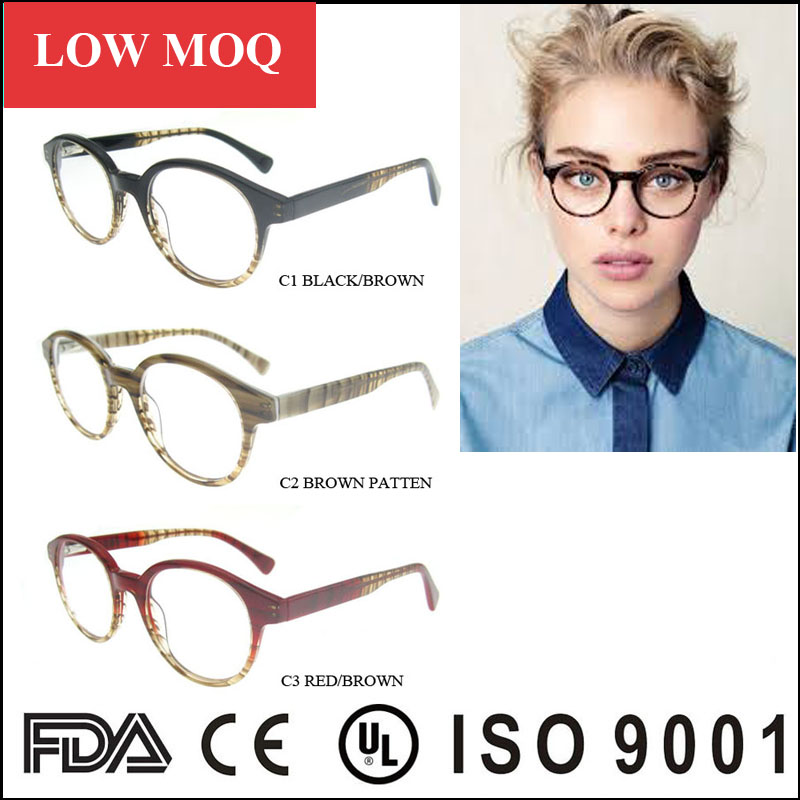 LOW MOQ
C1 BLACK/BROWN
C2 BROWN PATTEN
C3 RED/BROWN
FDA CE UL ISO 9001